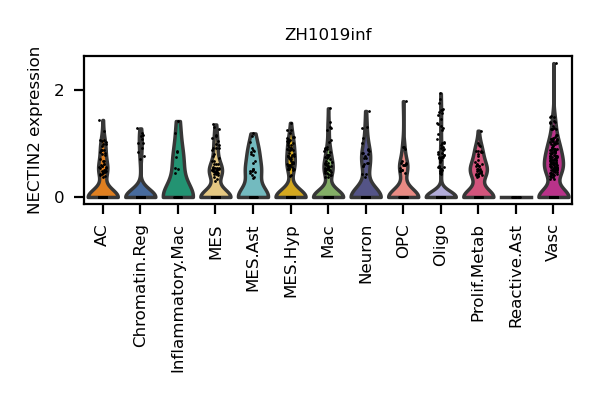 ZH1019inf
NECTIN2 expression
2
0
AC
Chromatin.Reg
Inflammatory.Mac
MES
MES.Ast
MES.Hyp
Mac
Neuron
OPC
Oligo
Prolif.Metab
Reactive.Ast
Vasc